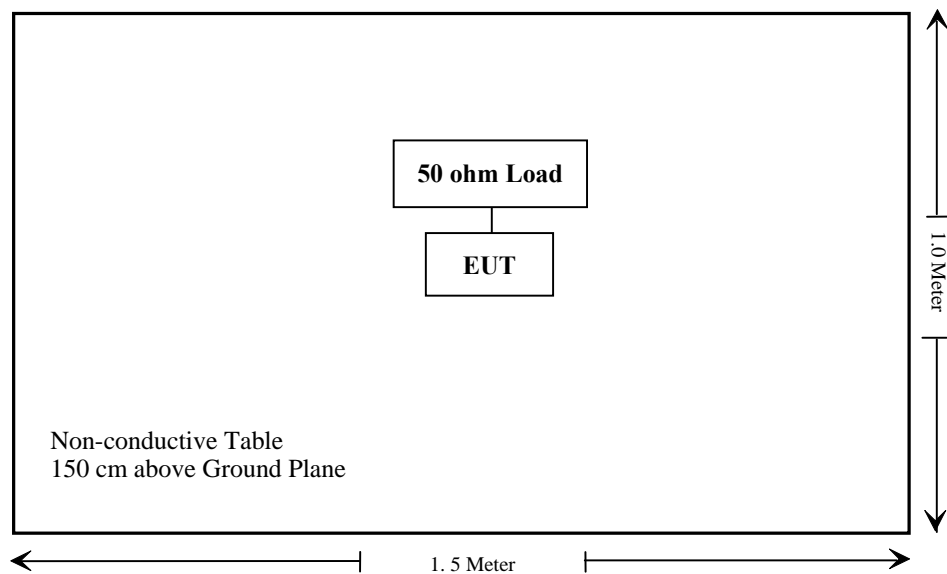 50 ohm Load
EUT
1.0 Meter
Non-conductive Table
150 cm above Ground Plane
1. 5 Meter